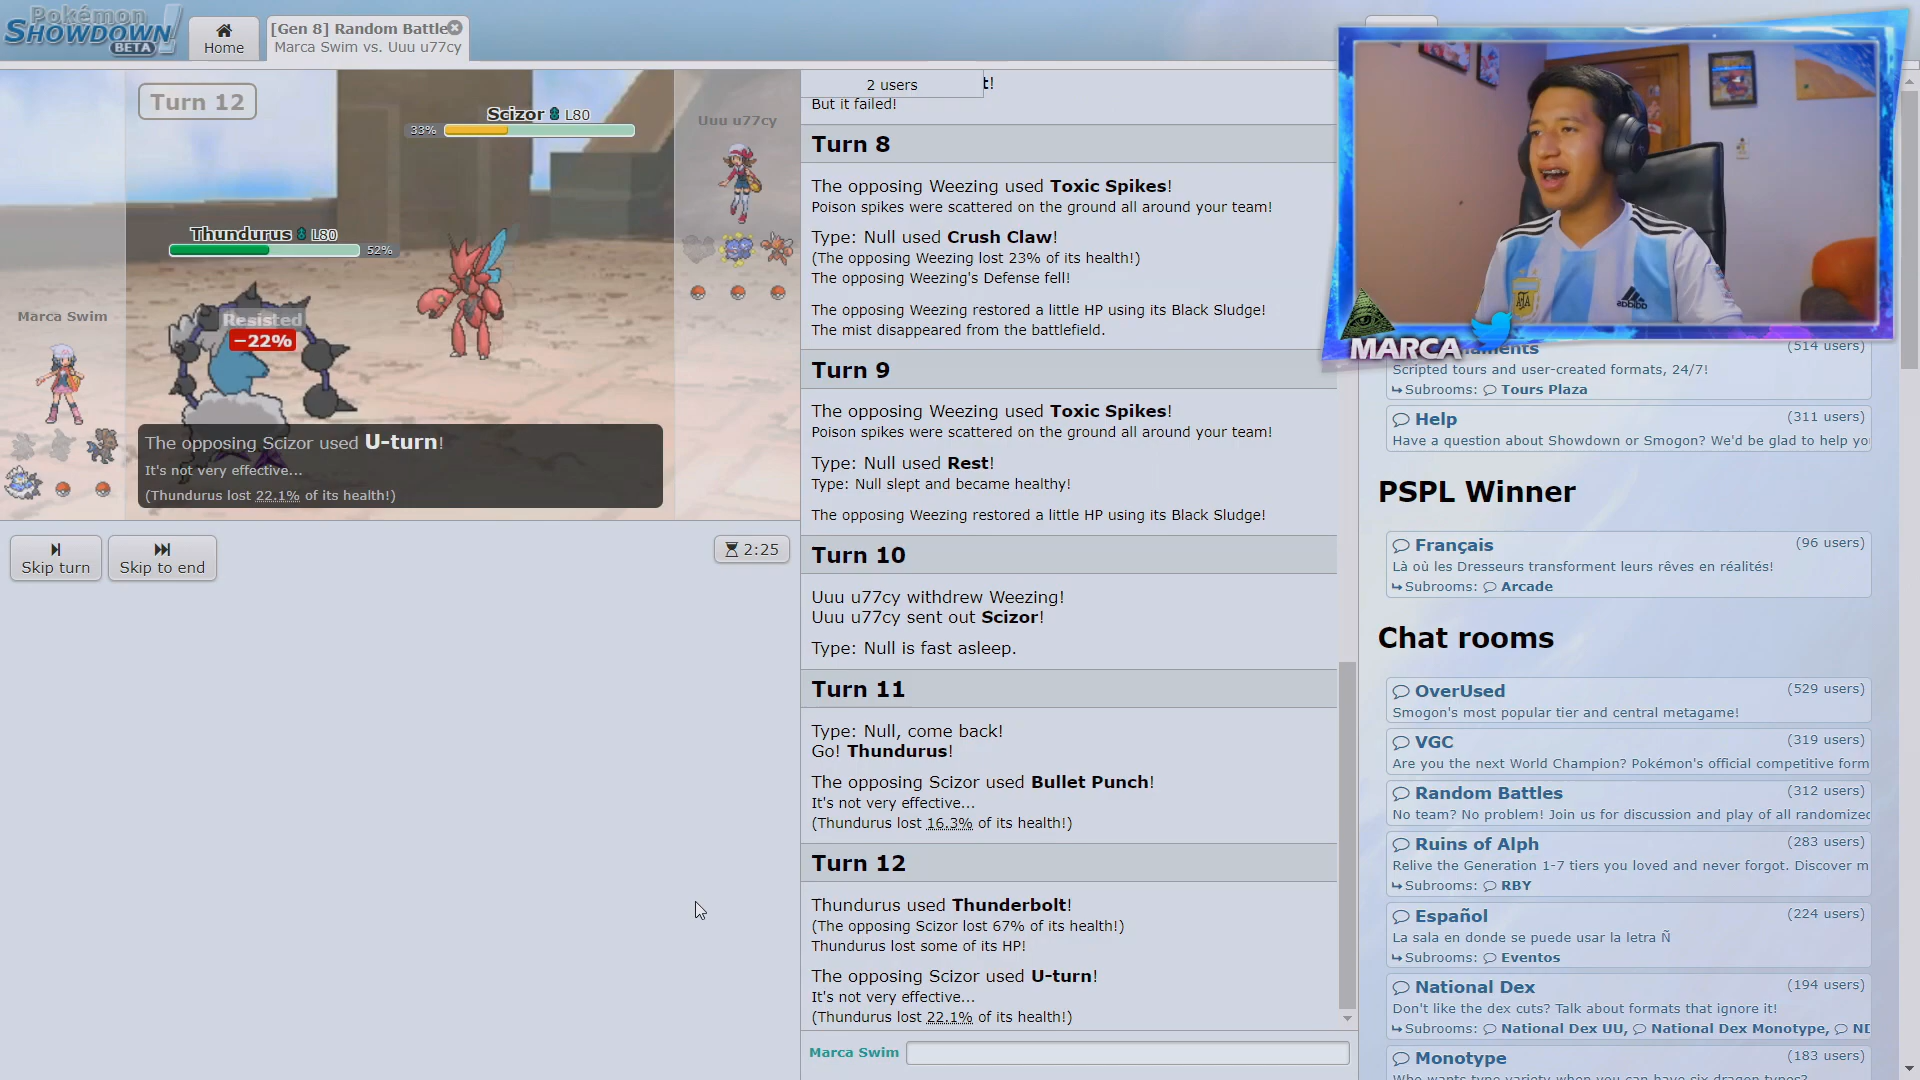 Pokémon
SHOWDOWN!
BETA
Home
[Gen 8] Random Battle
Marca Swim vs. Uuu u77cy
Turn 12
Scizor L80
33%
Thundurus L80
52%
Resisted
−22%
The opposing Scizor used U-turn!
It's not very effective...
(Thundurus lost 22.1% of its health!)
Marca Swim
Uuu u77cy
Skip turn
Skip to end
2:25
2 users
t!
But it failed!
Turn 8
The opposing Weezing used Toxic Spikes!
Poison spikes were scattered on the ground all around your team!
Type: Null used Crush Claw!
(The opposing Weezing lost 23% of its health!)
The opposing Weezing's Defense fell!
The opposing Weezing restored a little HP using its Black Sludge!
The mist disappeared from the battlefield.
Turn 9
The opposing Weezing used Toxic Spikes!
Poison spikes were scattered on the ground all around your team!
Type: Null used Rest!
Type: Null slept and became healthy!
The opposing Weezing restored a little HP using its Black Sludge!
Turn 10
Uuu u77cy withdrew Weezing!
Uuu u77cy sent out Scizor!
Type: Null is fast asleep.
Turn 11
Type: Null, come back!
Go! Thundurus!
The opposing Scizor used Bullet Punch!
It's not very effective...
(Thundurus lost 16.3% of its health!)
Turn 12
Thundurus used Thunderbolt!
(The opposing Scizor lost 67% of its health!)
Thundurus lost some of its HP!
The opposing Scizor used U-turn!
It's not very effective...
(Thundurus lost 22.1% of its health!)
Marca Swim
AFA
adidas
MARCA
naments
(514 users)
Scripted tours and user-created formats, 24/7!
Subrooms: Tours Plaza
Help
(311 users)
Have a question about Showdown or Smogon? We'd be glad to help yo
PSPL Winner
Français
(96 users)
Là où les Dresseurs transforment leurs rêves en réalités!
Subrooms: Arcade
Chat rooms
OverUsed
(529 users)
Smogon's most popular tier and central metagame!
VGC
(319 users)
Are you the next World Champion? Pokémon's official competitive form
Random Battles
(312 users)
No team? No problem! Join us for discussion and play of all randomized
Ruins of Alph
(283 users)
Relive the Generation 1-7 tiers you loved and never forgot. Discover m
Subrooms: RBY
Español
(224 users)
La sala en donde se puede usar la letra Ñ
Subrooms: Eventos
National Dex
(194 users)
Don't like the dex cuts? Talk about formats that ignore it!
Subrooms: National Dex UU, National Dex Monotype, ND
Monotype
(183 users)
Who wants type variety when you can have six dragon types?